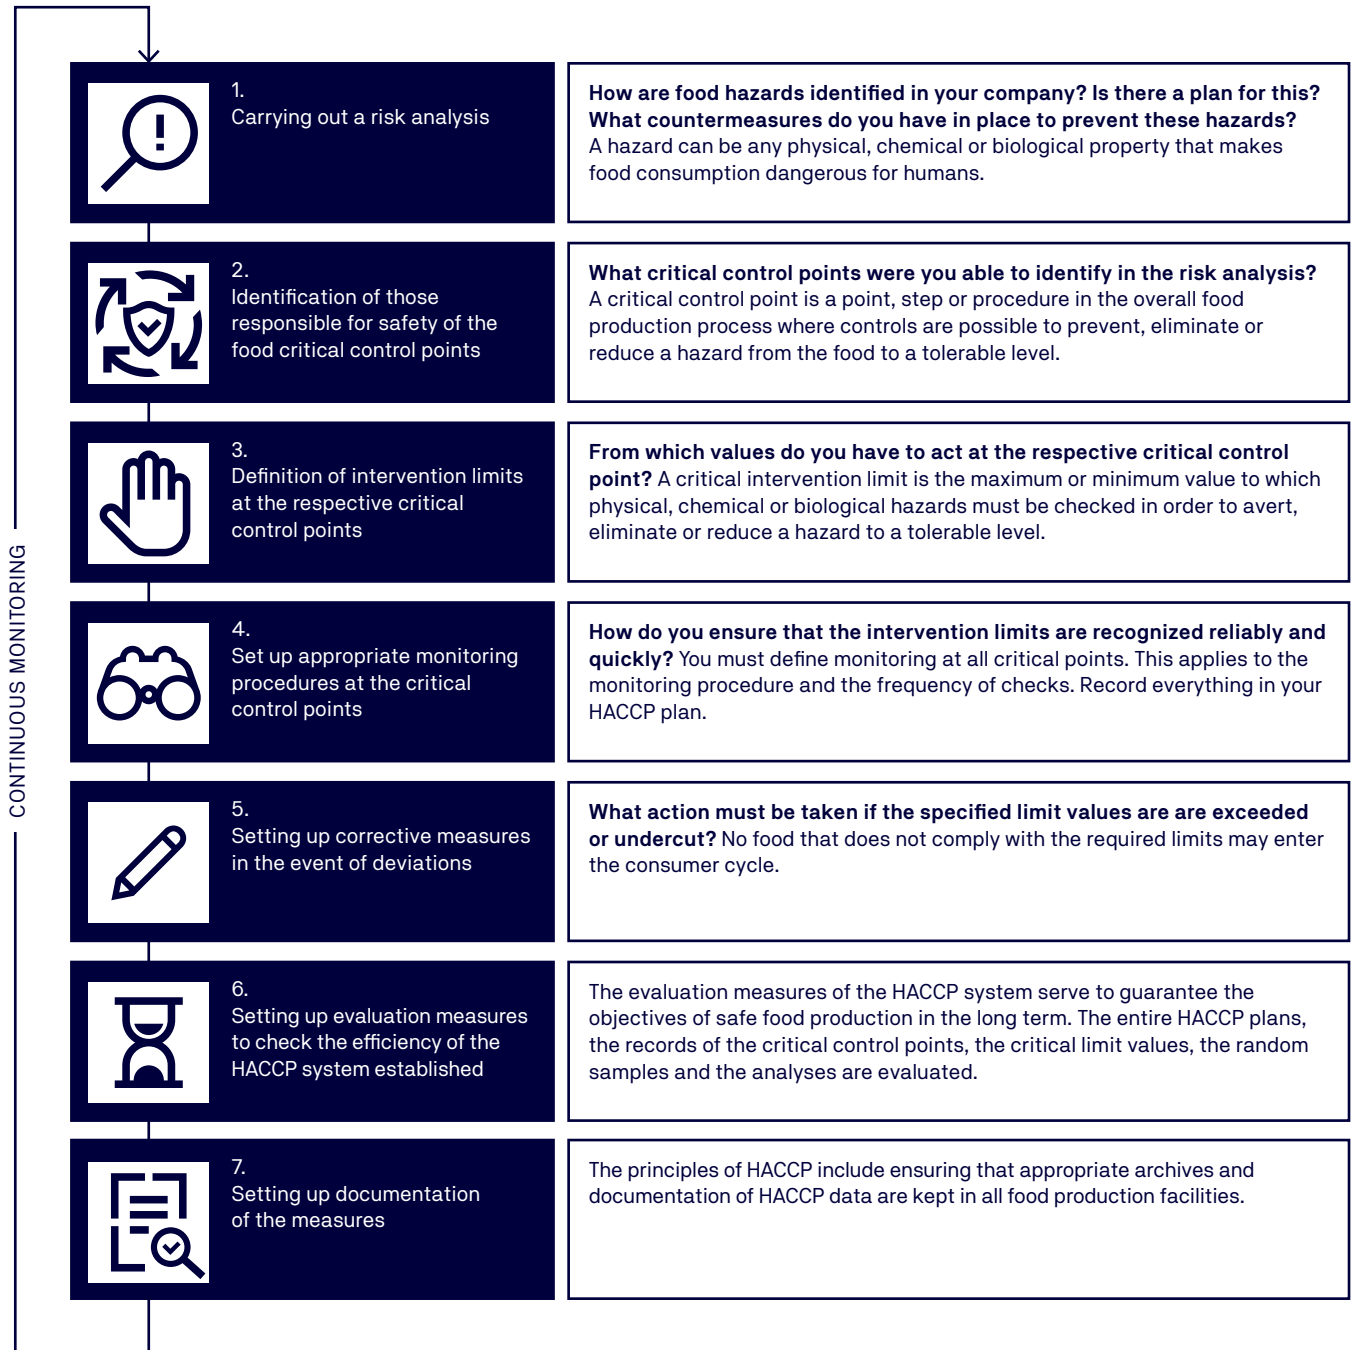 CONTINUOUS MONITORING
1.
Carrying out a risk analysis
How are food hazards identified in your company? Is there a plan for this?
What countermeasures do you have in place to prevent these hazards?
A hazard can be any physical, chemical or biological property that makes
food consumption dangerous for humans.
2.
Identification of those
responsible for safety of the
food critical control points
What critical control points were you able to identify in the risk analysis?
A critical control point is a point, step or procedure in the overall food
production process where controls are possible to prevent, eliminate or
reduce a hazard from the food to a tolerable level.
3.
Definition of intervention limits
at the respective critical
control points
From which values do you have to act at the respective critical control
point? A critical intervention limit is the maximum or minimum value to which
physical, chemical or biological hazards must be checked in order to avert,
eliminate or reduce a hazard to a tolerable level.
4.
Set up appropriate monitoring
procedures at the critical
control points
How do you ensure that the intervention limits are recognized reliably and
quickly? You must define monitoring at all critical points. This applies to the
monitoring procedure and the frequency of checks. Record everything in your
HACCP plan.
5.
Setting up corrective measures
in the event of deviations
What action must be taken if the specified limit values are are exceeded
or undercut? No food that does not comply with the required limits may enter
the consumer cycle.
6.
Setting up evaluation measures
to check the efficiency of the
HACCP system established
The evaluation measures of the HACCP system serve to guarantee the
objectives of safe food production in the long term. The entire HACCP plans,
the records of the critical control points, the critical limit values, the random
samples and the analyses are evaluated.
7.
Setting up documentation
of the measures
The principles of HACCP include ensuring that appropriate archives and
documentation of HACCP data are kept in all food production facilities.